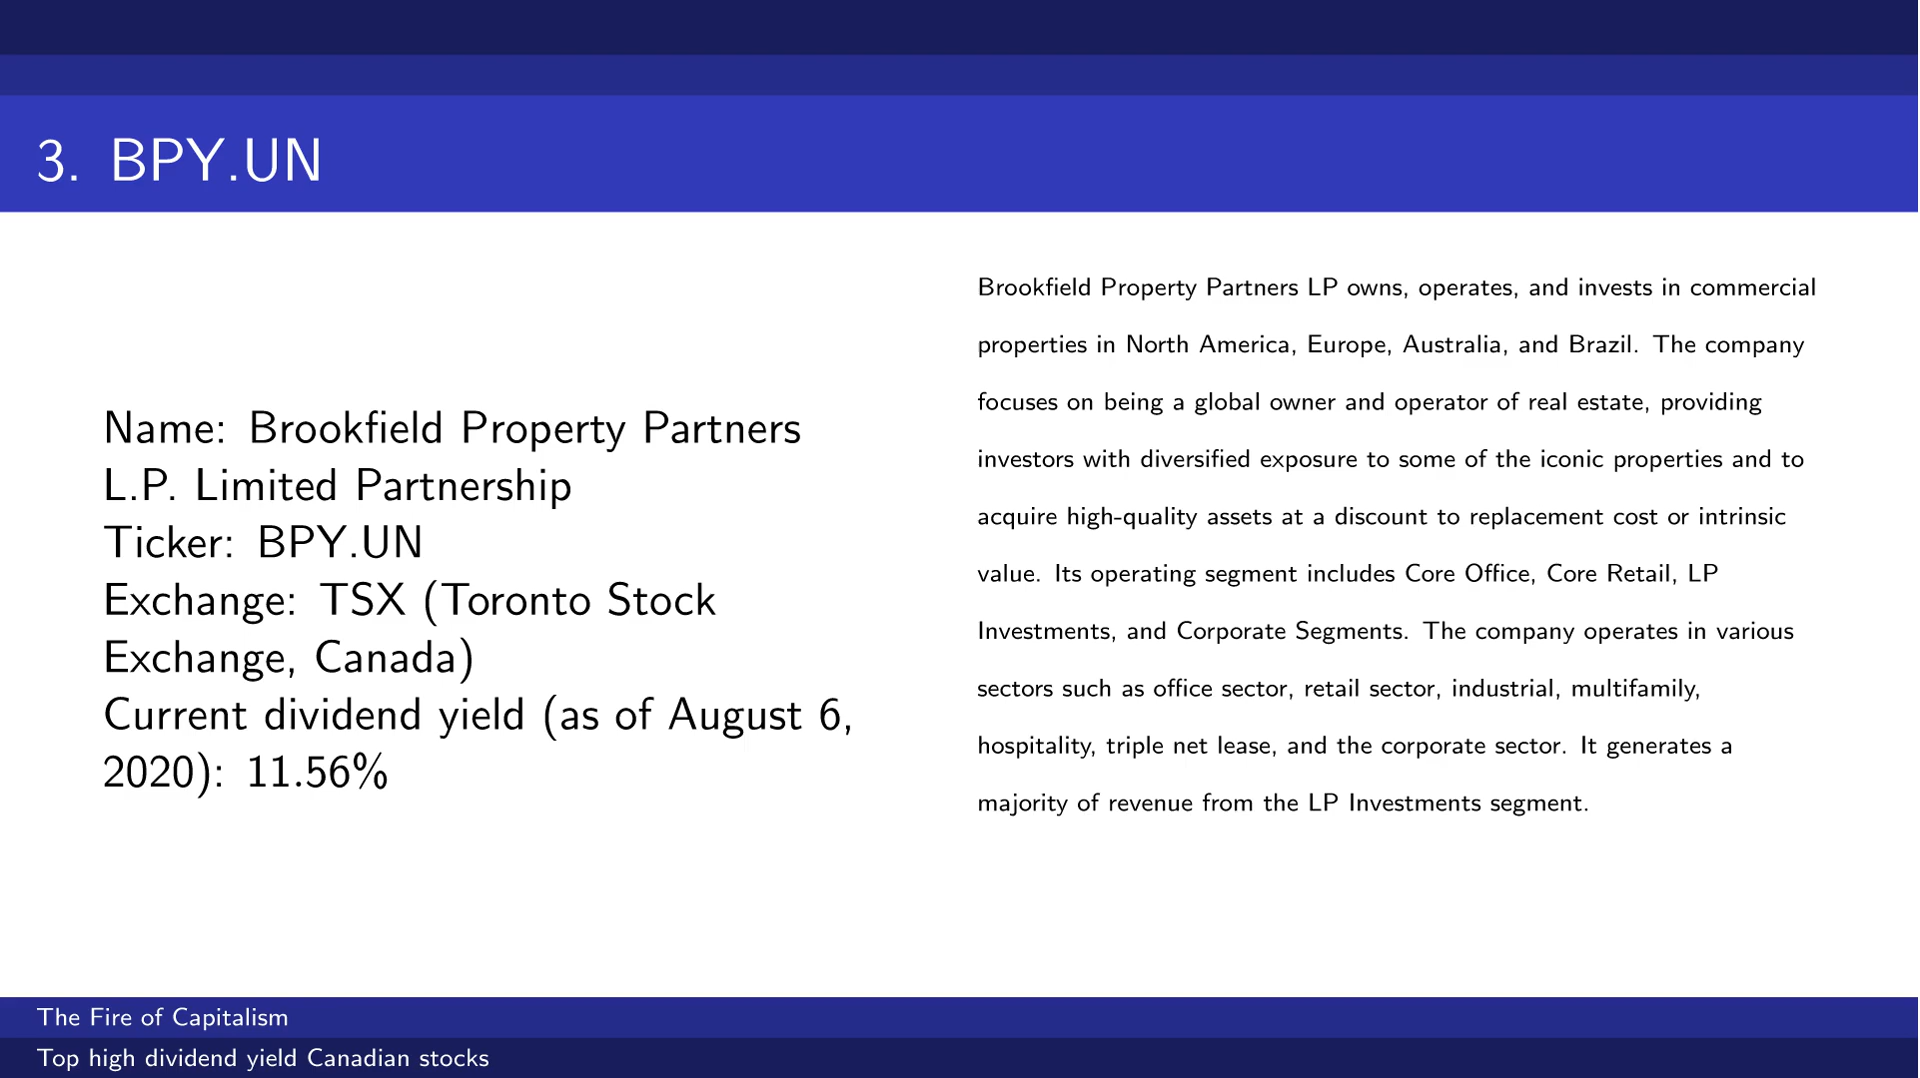 3. BPY.UN
Name: Brookfield Property Partners
L.P. Limited Partnership
Ticker: BPY.UN
Exchange: TSX (Toronto Stock
Exchange, Canada)
Current dividend yield (as of August 6,
2020): 11.56%
Brookfield Property Partners LP owns, operates, and invests in commercial
properties in North America, Europe, Australia, and Brazil. The company
focuses on being a global owner and operator of real estate, providing
investors with diversified exposure to some of the iconic properties and to
acquire high-quality assets at a discount to replacement cost or intrinsic
value. Its operating segment includes Core Office, Core Retail, LP
Investments, and Corporate Segments. The company operates in various
sectors such as office sector, retail sector, industrial, multifamily,
hospitality, triple net lease, and the corporate sector. It generates a
majority of revenue from the LP Investments segment.
The Fire of Capitalism
Top high dividend yield Canadian stocks